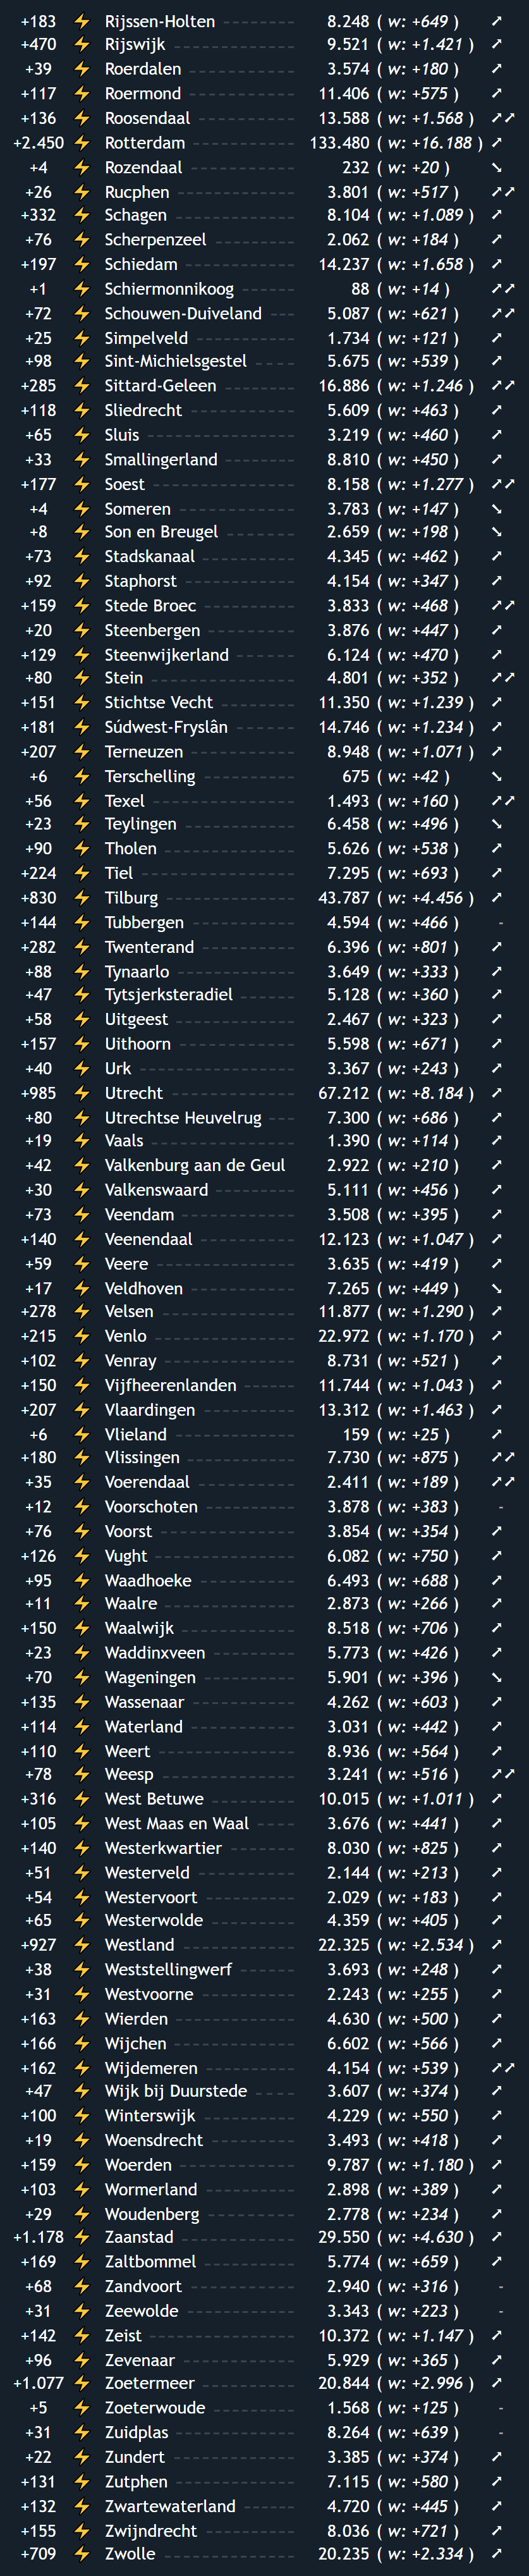 +183 ⚡ Rijssen-Holten 8.248 ( w: +649 ) ➚
+470 ⚡ Rijswijk 9.521 ( w: +1.421 ) ➚
+39 ⚡ Roerdalen 3.574 ( w: +180 ) ➚
+117 ⚡ Roermond 11.406 ( w: +575 ) ➚
+136 ⚡ Roosendaal 13.588 ( w: +1.568 ) ➚➚
+2.450 ⚡ Rotterdam 133.480 ( w: +16.188 ) ➚
+4 ⚡ Rozendaal 232 ( w: +20 ) ➘
+26 ⚡ Rucphen 3.801 ( w: +517 ) ➚➚
+332 ⚡ Schagen 8.104 ( w: +1.089 ) ➚
+76 ⚡ Scherpenzeel 2.062 ( w: +184 ) ➚
+197 ⚡ Schiedam 14.237 ( w: +1.658 ) ➚
+1 ⚡ Schiermonnikoog 88 ( w: +14 ) ➚➚
+72 ⚡ Schouwen-Duiveland 5.087 ( w: +621 ) ➚➚
+25 ⚡ Simpelveld 1.734 ( w: +121 ) ➚
+98 ⚡ Sint-Michielsgestel 5.675 ( w: +539 ) ➚
+285 ⚡ Sittard-Geleen 16.886 ( w: +1.246 ) ➚➚
+118 ⚡ Sliedrecht 5.609 ( w: +463 ) ➚
+65 ⚡ Sluis 3.219 ( w: +460 ) ➚
+33 ⚡ Smallingerland 8.810 ( w: +450 ) ➚
+177 ⚡ Soest 8.158 ( w: +1.277 ) ➚➚
+4 ⚡ Someren 3.783 ( w: +147 ) ➘
+8 ⚡ Son en Breugel 2.659 ( w: +198 ) ➘
+73 ⚡ Stadskanaal 4.345 ( w: +462 ) ➚
+92 ⚡ Staphorst 4.154 ( w: +347 ) ➚
+159 ⚡ Stede Broec 3.833 ( w: +468 ) ➚➚
+20 ⚡ Steenbergen 3.876 ( w: +447 ) ➚
+129 ⚡ Steenwijkerland 6.124 ( w: +470 ) ➚
+80 ⚡ Stein 4.801 ( w: +352 ) ➚➚
+151 ⚡ Stichtse Vecht 11.350 ( w: +1.239 ) ➚
+181 ⚡ Súdwest-Fryslân 14.746 ( w: +1.234 ) ➚
+207 ⚡ Terneuzen 8.948 ( w: +1.071 ) ➚
+6 ⚡ Terschelling 675 ( w: +42 ) ➘
+56 ⚡ Texel 1.493 ( w: +160 ) ➚➚
+23 ⚡ Teylingen 6.458 ( w: +496 ) ➘
+90 ⚡ Tholen 5.626 ( w: +538 ) ➚
+224 ⚡ Tiel 7.295 ( w: +693 ) ➚
+830 ⚡ Tilburg 43.787 ( w: +4.456 ) ➚
+144 ⚡ Tubbergen 4.594 ( w: +466 ) -
+282 ⚡ Twenterand 6.396 ( w: +801 ) ➚
+88 ⚡ Tynaarlo 3.649 ( w: +333 ) ➚
+47 ⚡ Tytsjerksteradiel 5.128 ( w: +360 ) ➚
+58 ⚡ Uitgeest 2.467 ( w: +323 ) ➚
+157 ⚡ Uithoorn 5.598 ( w: +671 ) ➚
+40 ⚡ Urk 3.367 ( w: +243 ) ➚
+985 ⚡ Utrecht 67.212 ( w: +8.184 ) ➚
+80 ⚡ Utrechtse Heuvelrug 7.300 ( w: +686 ) ➚
+19 ⚡ Vaals 1.390 ( w: +114 ) ➚
+42 ⚡ Valkenburg aan de Geul 2.922 ( w: +210 ) ➚
+30 ⚡ Valkenswaard 5.111 ( w: +456 ) ➚
+73 ⚡ Veendam 3.508 ( w: +395 ) ➚
+140 ⚡ Veenendaal 12.123 ( w: +1.047 ) ➚
+59 ⚡ Veere 3.635 ( w: +419 ) ➚
+17 ⚡ Veldhoven 7.265 ( w: +449 ) ➘
+278 ⚡ Velsen 11.877 ( w: +1.290 ) ➚
+215 ⚡ Venlo 22.972 ( w: +1.170 ) ➚
+102 ⚡ Venray 8.731 ( w: +521 ) ➚
+150 ⚡ Vijfheerenlanden 11.744 ( w: +1.043 ) ➚
+207 ⚡ Vlaardingen 13.312 ( w: +1.463 ) ➚
+6 ⚡ Vlieland 159 ( w: +25 ) ➚
+180 ⚡ Vlissingen 7.730 ( w: +875 ) ➚➚
+35 ⚡ Voerendaal 2.411 ( w: +189 ) ➚➚
+12 ⚡ Voorschoten 3.878 ( w: +383 ) -
+76 ⚡ Voorst 3.854 ( w: +354 ) ➚
+126 ⚡ Vught 6.082 ( w: +750 ) ➚
+95 ⚡ Waadhoeke 6.493 ( w: +688 ) ➚
+11 ⚡ Waalre 2.873 ( w: +266 ) ➚
+150 ⚡ Waalwijk 8.518 ( w: +706 ) ➚
+23 ⚡ Waddinxveen 5.773 ( w: +426 ) ➚
+70 ⚡ Wageningen 5.901 ( w: +396 ) ➘
+135 ⚡ Wassenaar 4.262 ( w: +603 ) ➚
+114 ⚡ Waterland 3.031 ( w: +442 ) ➚
+110 ⚡ Weert 8.936 ( w: +564 ) ➚
+78 ⚡ Weesp 3.241 ( w: +516 ) ➚➚
+316 ⚡ West Betuwe 10.015 ( w: +1.011 ) ➚
+105 ⚡ West Maas en Waal 3.676 ( w: +441 ) ➚
+140 ⚡ Westerkwartier 8.030 ( w: +825 ) ➚
+51 ⚡ Westerveld 2.144 ( w: +213 ) ➚
+54 ⚡ Westervoort 2.029 ( w: +183 ) ➚
+65 ⚡ Westerwolde 4.359 ( w: +405 ) ➚
+927 ⚡ Westland 22.325 ( w: +2.534 ) ➚
+38 ⚡ Weststellingwerf 3.693 ( w: +248 ) ➚
+31 ⚡ Westvoorne 2.243 ( w: +255 ) ➚
+163 ⚡ Wierden 4.630 ( w: +500 ) ➚
+166 ⚡ Wijchen 6.602 ( w: +566 ) ➚
+162 ⚡ Wijdemeren 4.154 ( w: +539 ) ➚➚
+47 ⚡ Wijk bij Duurstede 3.607 ( w: +374 ) ➚
+100 ⚡ Winterswijk 4.229 ( w: +550 ) ➚
+19 ⚡ Woensdrecht 3.493 ( w: +418 ) ➚
+159 ⚡ Woerden 9.787 ( w: +1.180 ) ➚
+103 ⚡ Wormerland 2.898 ( w: +389 ) ➚
+29 ⚡ Woudenberg 2.778 ( w: +234 ) ➚
+1.178 ⚡ Zaanstad 29.550 ( w: +4.630 ) ➚
+169 ⚡ Zaltbommel 5.774 ( w: +659 ) ➚
+68 ⚡ Zandvoort 2.940 ( w: +316 ) -
+31 ⚡ Zeewolde 3.343 ( w: +223 ) -
+142 ⚡ Zeist 10.372 ( w: +1.147 ) ➚
+96 ⚡ Zevenaar 5.929 ( w: +365 ) ➚
+1.077 ⚡ Zoetermeer 20.844 ( w: +2.996 ) ➚
+5 ⚡ Zoeterwoude 1.568 ( w: +125 ) -
+31 ⚡ Zuidplas 8.264 ( w: +639 ) -
+22 ⚡ Zundert 3.385 ( w: +374 ) ➚
+131 ⚡ Zutphen 7.115 ( w: +580 ) ➚
+132 ⚡ Zwartewaterland 4.720 ( w: +445 ) ➚
+155 ⚡ Zwijndrecht 8.036 ( w: +721 ) ➚
+709 ⚡ Zwolle 20.235 ( w: +2.334 ) ➚